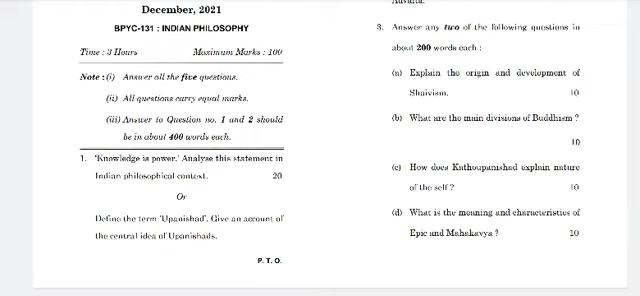 December, 2021
BPYC-131 : INDIAN PHILOSOPHY
Time : 3 Hours Maximum Marks : 100
Note : (i) Answer all the five questions.
(ii) All questions carry equal marks.
(iii) Answer to Question no. 1 and 2 should
be in about 400 words each.
1. 'Knowledge is power.' Analyse this statement in
Indian philosophical context. 20
Or
Define the term 'Upanishad'. Give an account of
the central idea of Upanishads.
P. T. O.
3. Answer any two of the following questions in
about 200 words each :
(a) Explain the origin and development of
Shaivism. 10
(b) What are the main divisions of Buddhism ?
10
(c) How does Kathoupanishad explain nature
of the self ? 10
(d) What is the meaning and characteristics of
Epic and Mahakavya ? 10